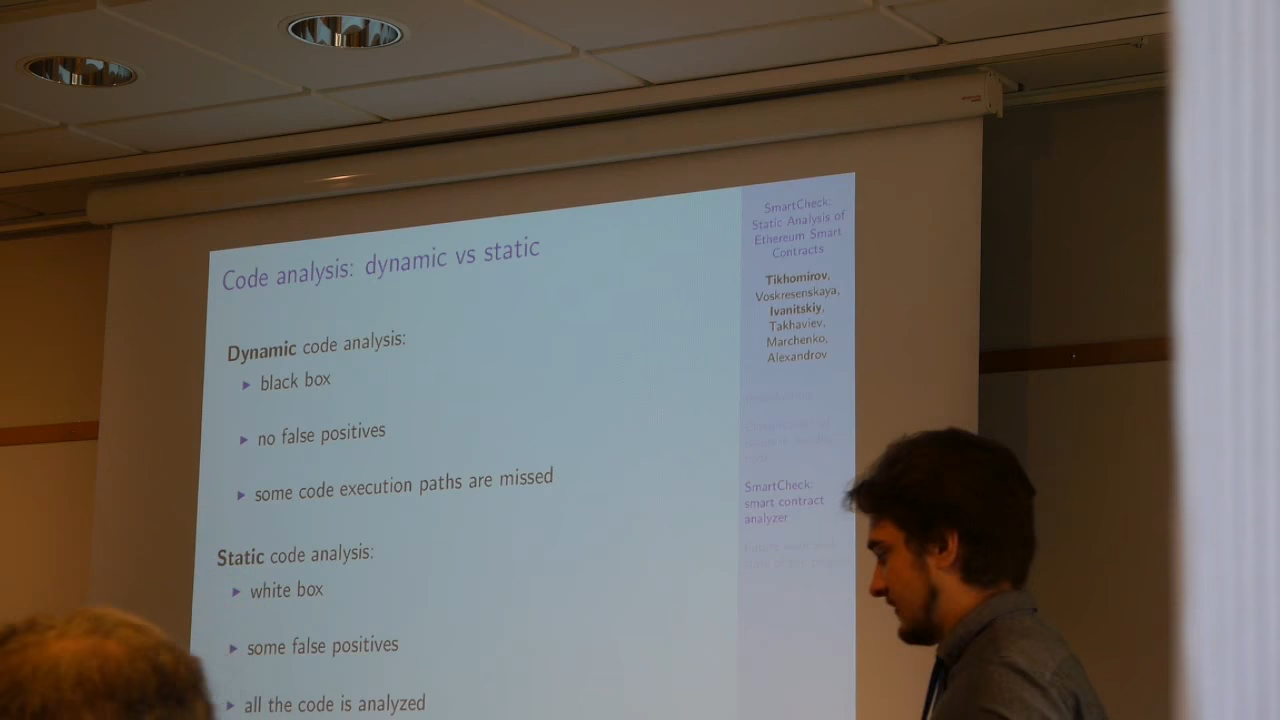 Code analysis: dynamic vs static
Dynamic code analysis:
black box
no false positives
some code execution paths are missed
Static code analysis:
white box
some false positives
all the code is analyzed
SmartCheck:
Static Analysis of
Ethereum Smart
Contracts
Tikhomirov,
Voskresenskaya,
Ivanitskiy,
Takhaviev,
Marchenko,
Alexandrov
SmartCheck:
smart contract
analyzer